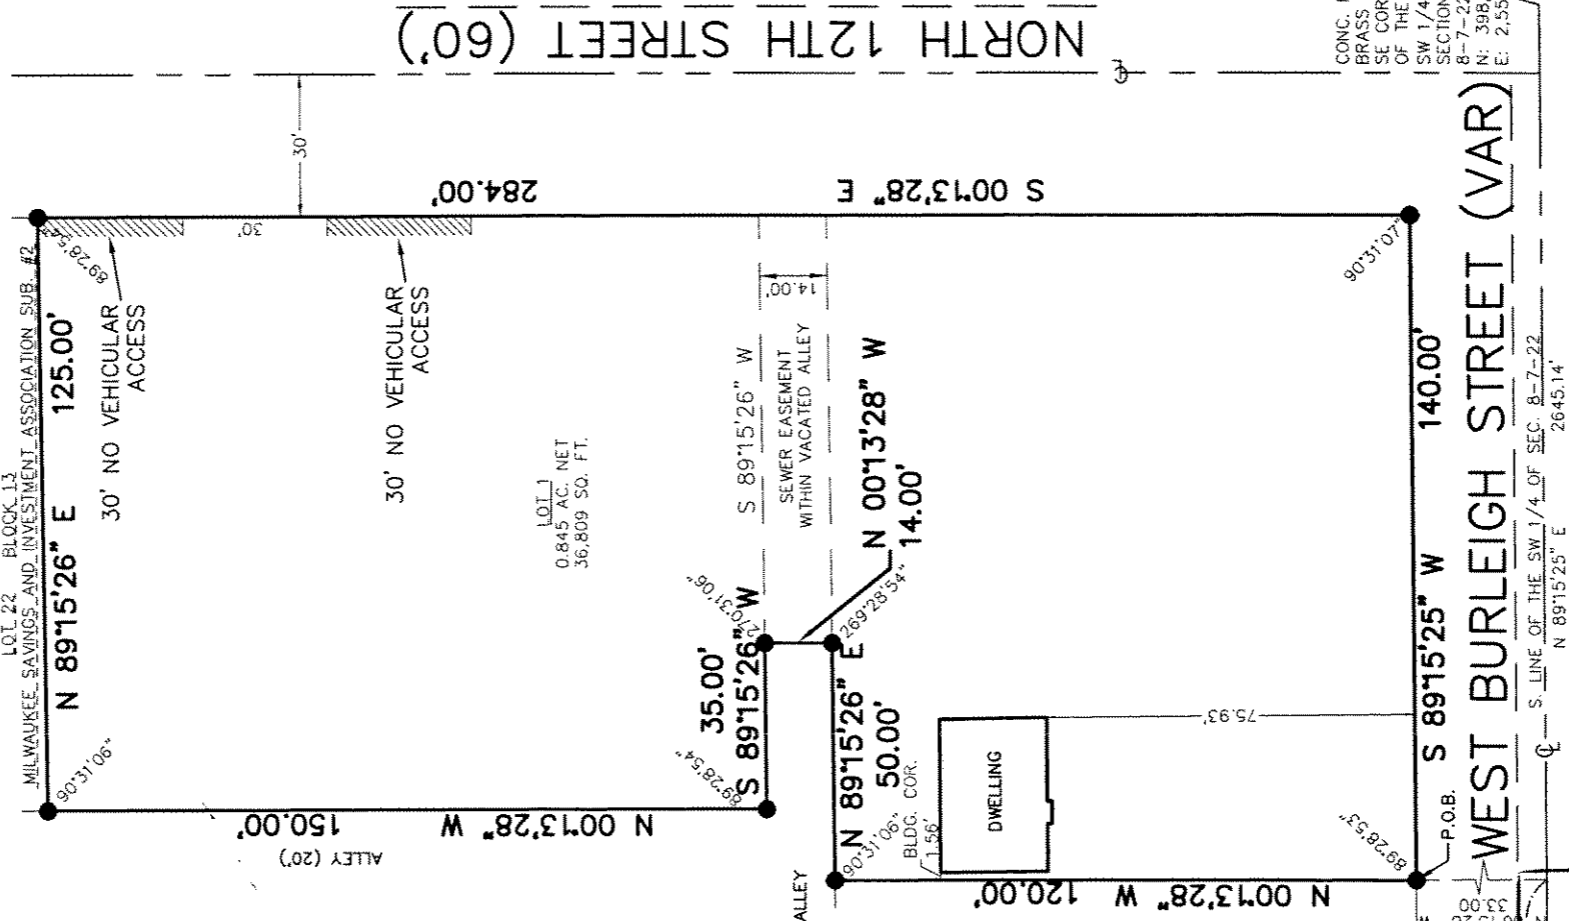 NORTH 12TH STREET (60')
CONC.
BRASS
SE COR
OF THE
SW 1/4
SECTION
8-7-22
N: 398,
E: 2,55
30'
LOT 22 BLOCK 13
MILWAUKEE SAVINGS AND INVESTMENT ASSOCIATION SUB. #2
N 89°15'26" E 125.00'
89°28'54"
90°31'06"
30' NO VEHICULAR
ACCESS
30'
30' NO VEHICULAR
ACCESS
284.00'
S 00°13'28" E
LOT 1
0.845 AC. NET
36,809 SQ. FT.
14.00'
S 89°15'26" W
SEWER EASEMENT
WITHIN VACATED ALLEY
N 00°13'28" W
14.00'
270°31'06"
269°28'54"
35.00'
S 89°15'26" W
89°28'54"
N 00°13'28" W 150.00'
ALLEY (20')
ALLEY
N 89°15'26" E
50.00'
90°31'06"
BLDG. COR.
1.56'
DWELLING
75.93'
N 00°13'28" W 120.00'
89°28'53"
P.O.B.
S 89°15'25" W 140.00'
90°31'07"
WEST BURLEIGH STREET (VAR)
S. LINE OF THE SW 1/4 OF SEC. 8-7-22
N 89°15'25" E 2645.14'
33.00